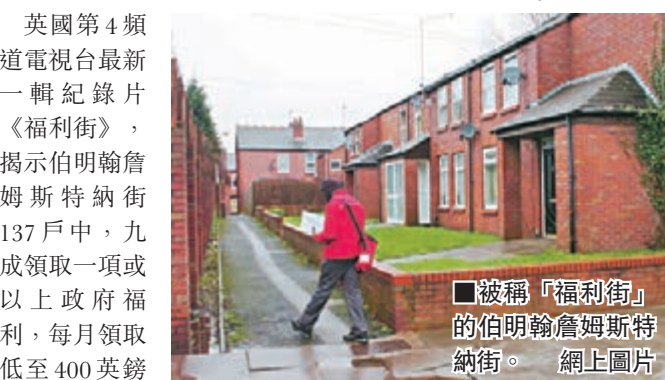 英國第4頻
道電視台最新
一輯紀錄片
《福利街》，
揭示伯明翰詹
姆斯特納街
137戶中，九
成領取一項或
以上政府福
利，每月領取
低至400英鎊
■被稱「福利街」
的伯明翰詹姆斯特
納街。 網上圖片